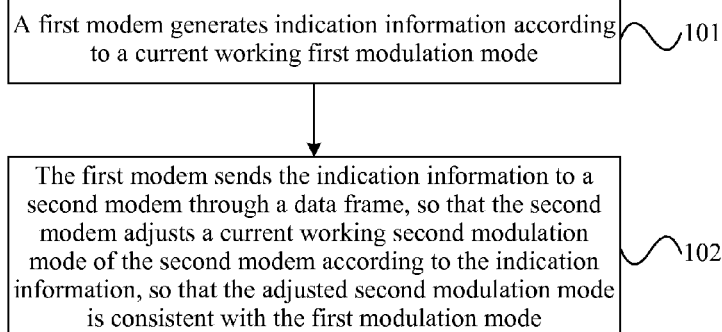 A first modem generates indication information according
to a current working first modulation mode
101
The first modem sends the indication information to a
second modem through a data frame, so that the second
modem adjusts a current working second modulation
mode of the second modem according to the indication
information, so that the adjusted second modulation mode
is consistent with the first modulation mode
102